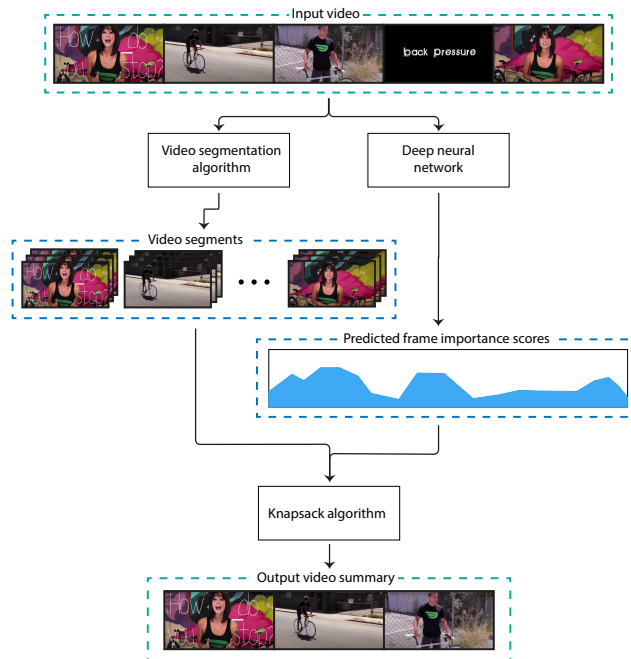 Input video
How do
you stop?
back pressure
Video segmentation
algorithm
Deep neural
network
Video segments
How do
you stop?
Predicted frame importance scores
Knapsack algorithm
Output video summary
How do
you stop?